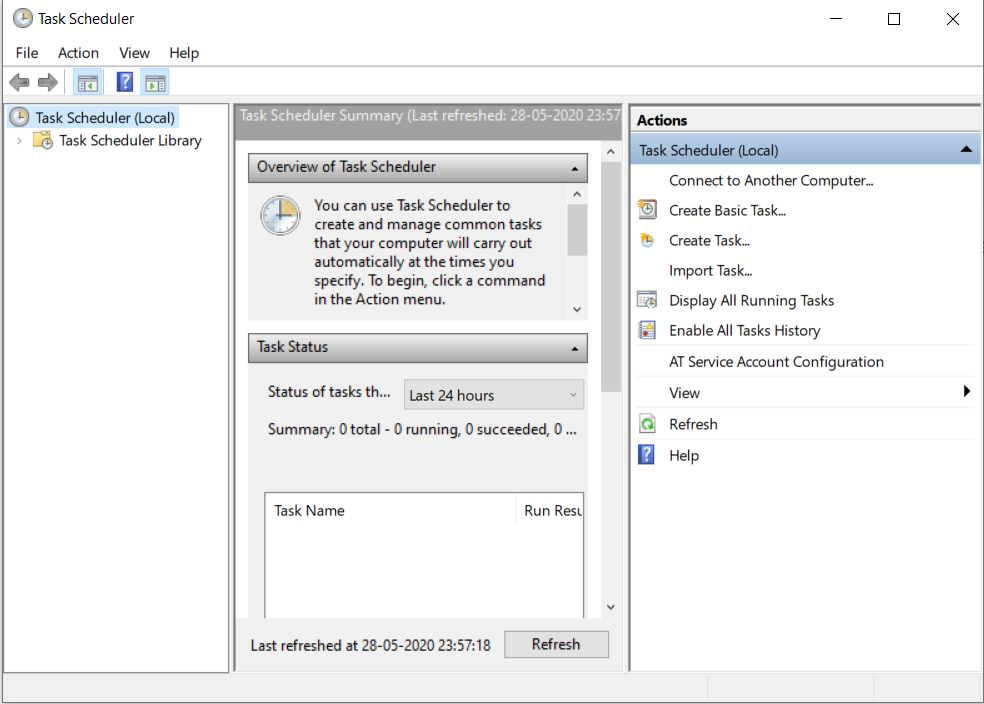 Task Scheduler
File Action View Help
Task Scheduler (Local)
Task Scheduler Library
Task Scheduler Summary (Last refreshed: 28-05-2020 23:57
Overview of Task Scheduler
You can use Task Scheduler to
create and manage common tasks
that your computer will carry out
automatically at the times you
specify. To begin, click a command
in the Action menu.
Task Status
Status of tasks th... Last 24 hours
Summary: 0 total - 0 running, 0 succeeded, 0 ...
Task Name Run Resu
Last refreshed at 28-05-2020 23:57:18 Refresh
Actions
Task Scheduler (Local)
Connect to Another Computer...
Create Basic Task...
Create Task...
Import Task...
Display All Running Tasks
Enable All Tasks History
AT Service Account Configuration
View
Refresh
Help